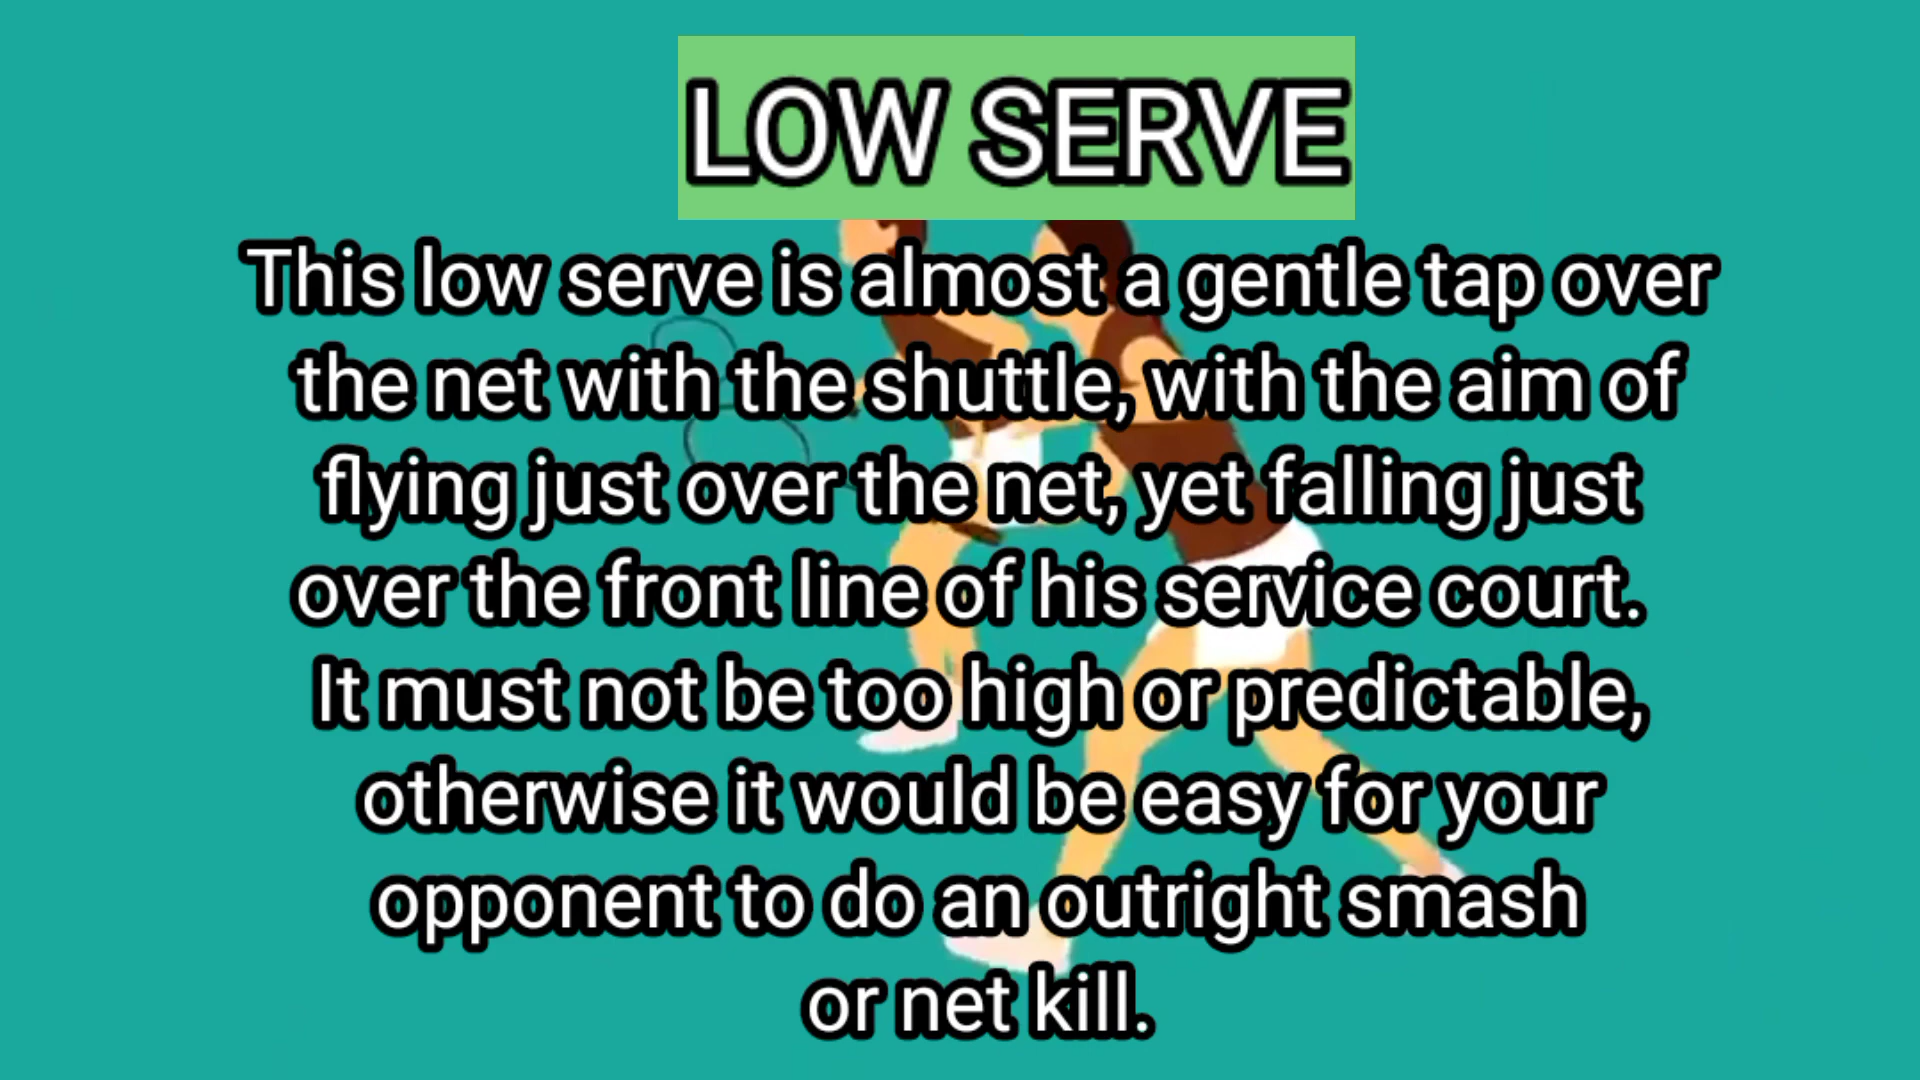 LOW SERVE
This low serve is almost a gentle tap over
the net with the shuttle, with the aim of
flying just over the net, yet falling just
over the front line of his service court.
It must not be too high or predictable,
otherwise it would be easy for your
opponent to do an outright smash
or net kill.